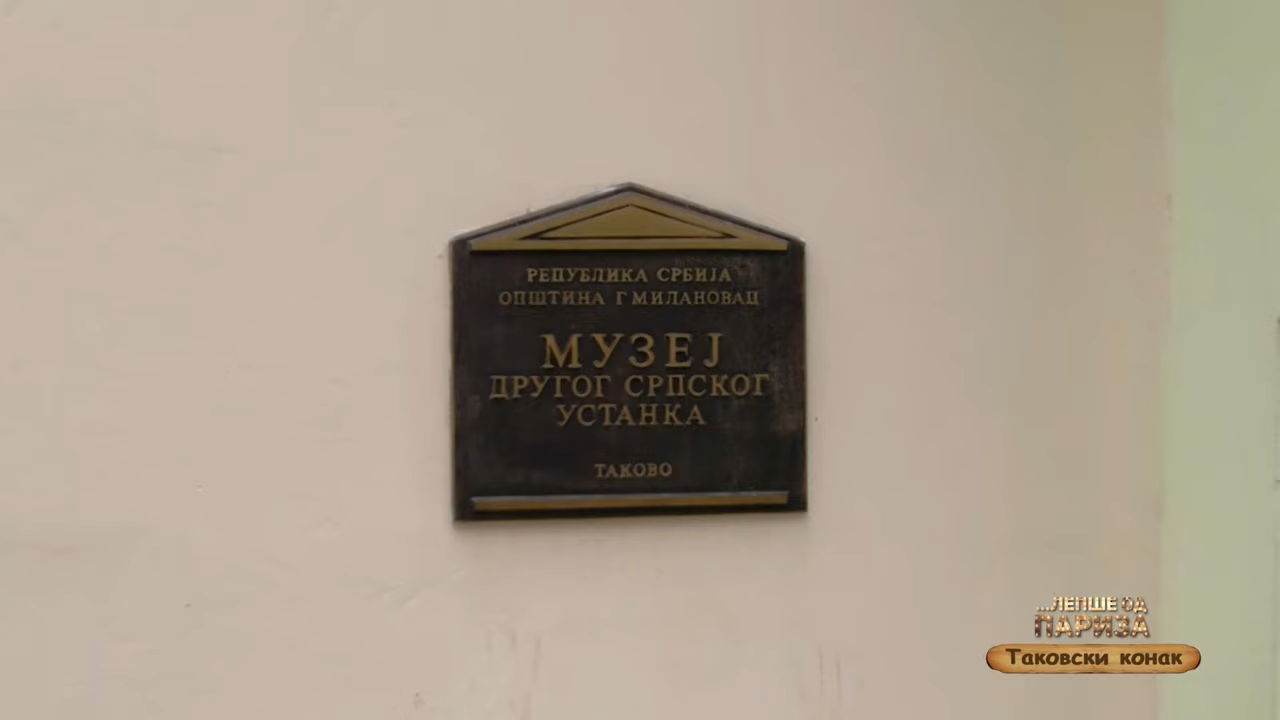 РЕПУБЛИКА СРБИЈА
ОПШТИНА Г МИЛАНОВАЦ
МУЗЕЈ
ДРУГОГ СРПСКОГ
УСТАНКА
ТАКОВО
...ЛЕПШЕ ОД
ПАРИЗА
Таковски конак